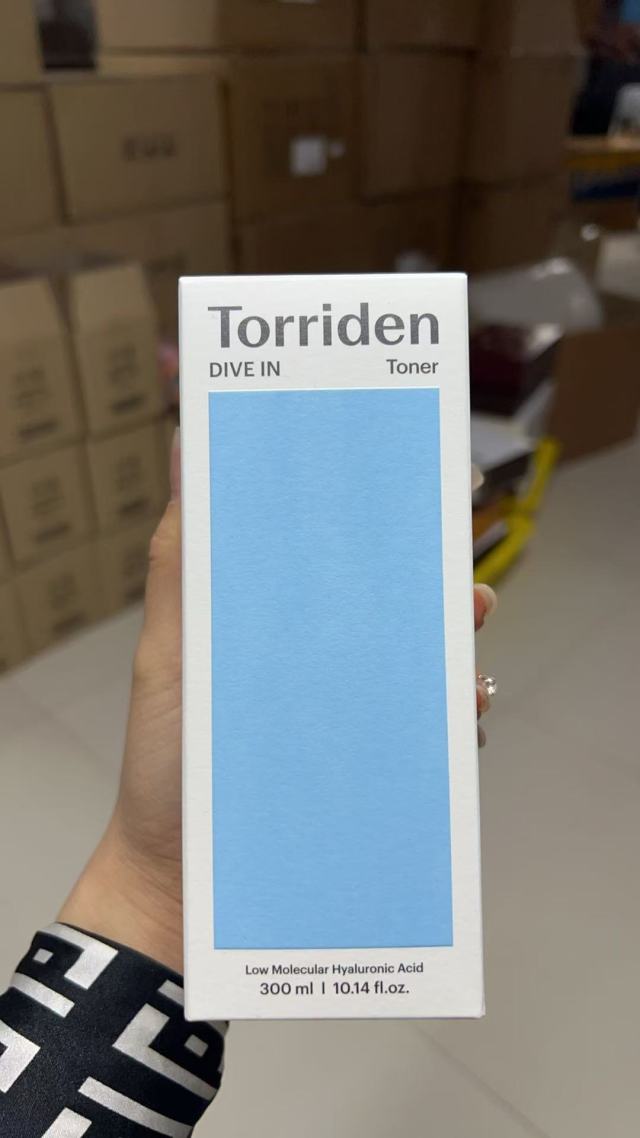 Torriden
DIVE IN Toner
Low Molecular Hyaluronic Acid
300 ml | 10.14 fl.oz.